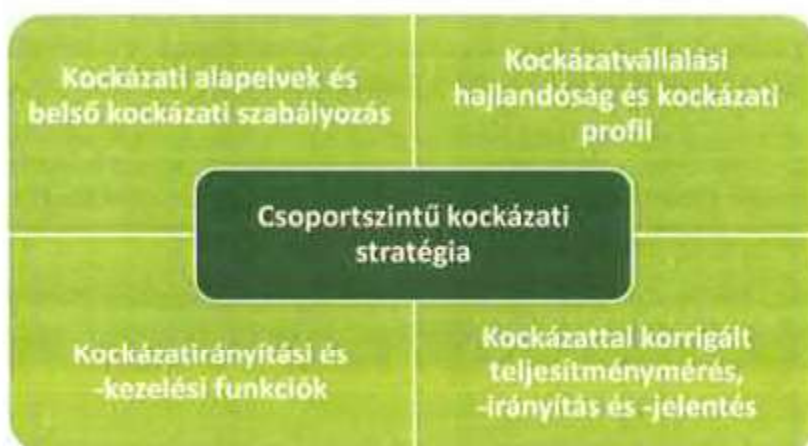 Kockázati alapelvek és
belső kockázati szabályozás
Kockázatvállalási
hajlandóság és kockázati
profil
Csoportszintű kockázati
stratégia
Kockázatirányítási és
-kezelési funkciók
Kockázattal korrigált
teljesítménymérés,
-irányítás és -jelentés